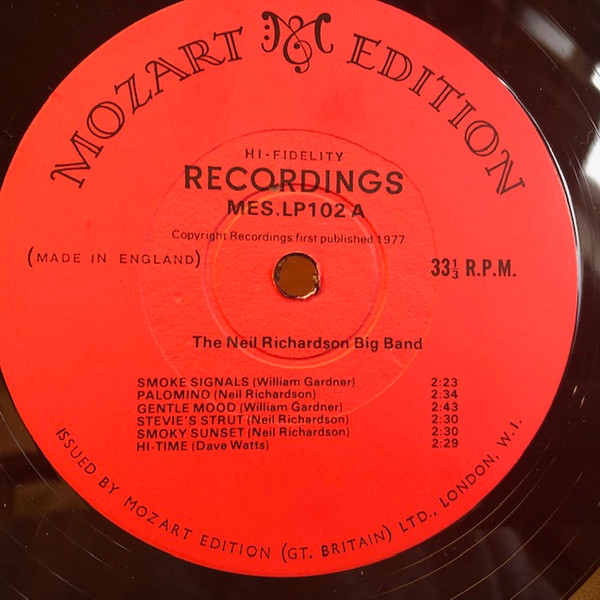 MOZART EDITION
HI-FIDELITY
RECORDINGS
MES.LP102 A
Copyright Recordings first published 1977
(MADE IN ENGLAND)
33⅓ R.P.M.
The Neil Richardson Big Band
SMOKE SIGNALS (William Gardner) 2:23
PALOMINO (Neil Richardson) 2:34
GENTLE MOOD (William Gardner) 2:43
STEVIE'S STRUT (Neil Richardson) 2:30
SMOKY SUNSET (Neil Richardson) 2:30
HI-TIME (Dave Watts) 2:29
ISSUED BY MOZART EDITION (GT. BRITAIN) LTD., LONDON, W.I.